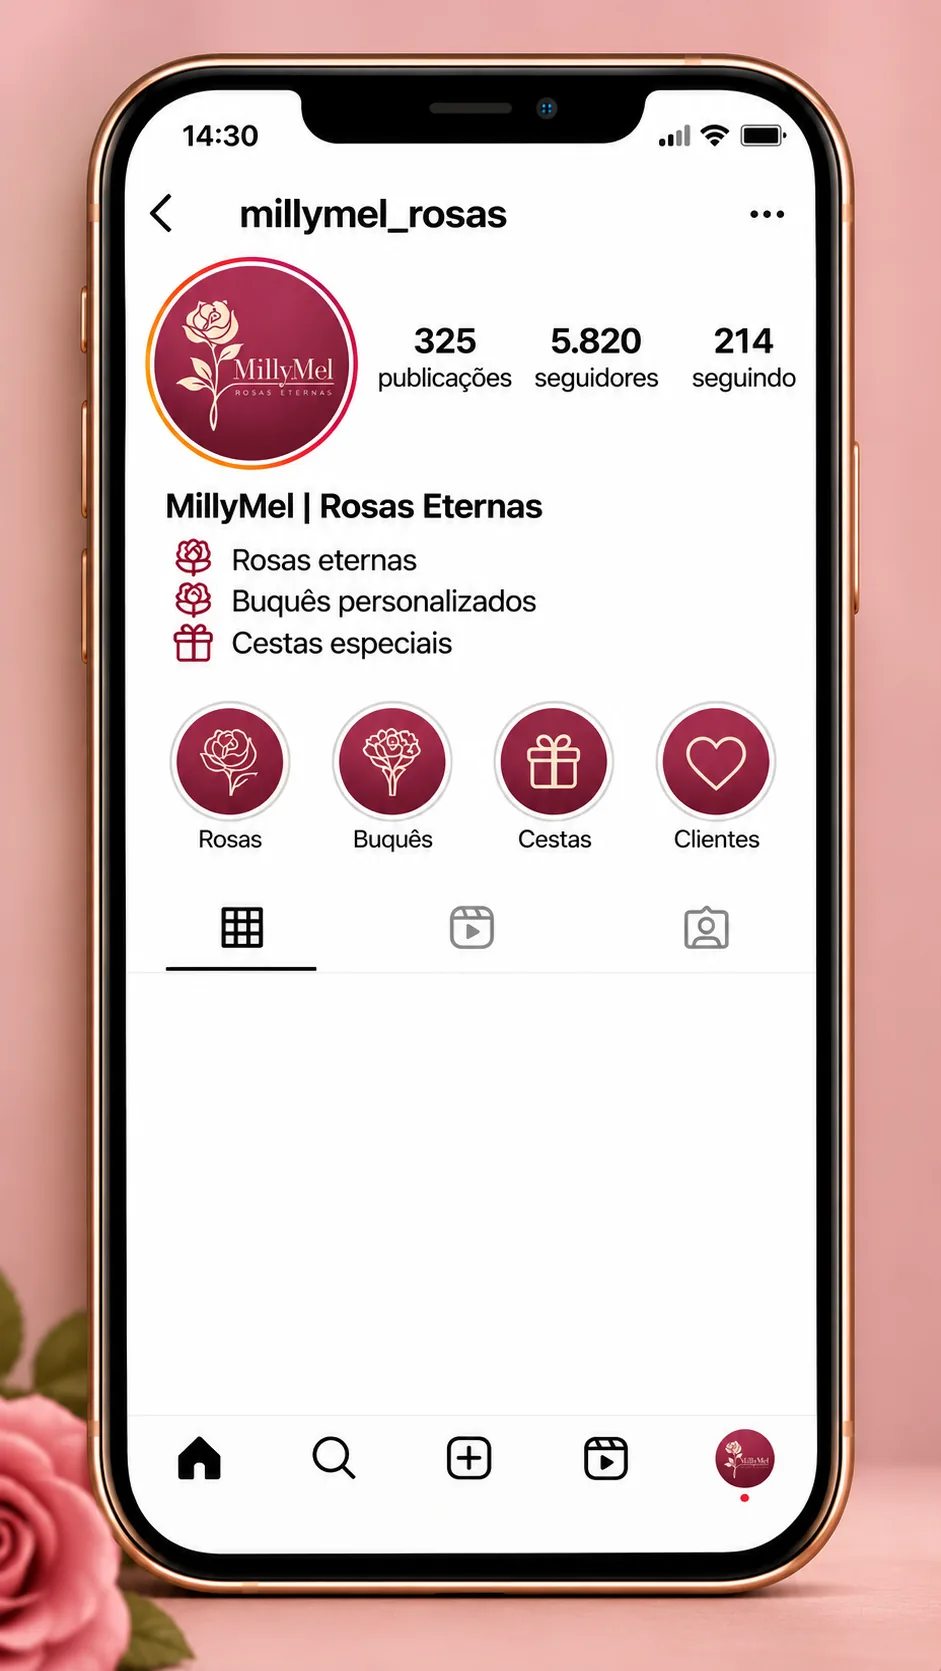 14:30
millymel_rosas
MillyMel
ROSAS ETERNAS
325 5.820 214
publicações seguidores seguindo
MillyMel | Rosas Eternas
Rosas eternas
Buquês personalizados
Cestas especiais
Rosas Buquês Cestas Clientes
MillyMel